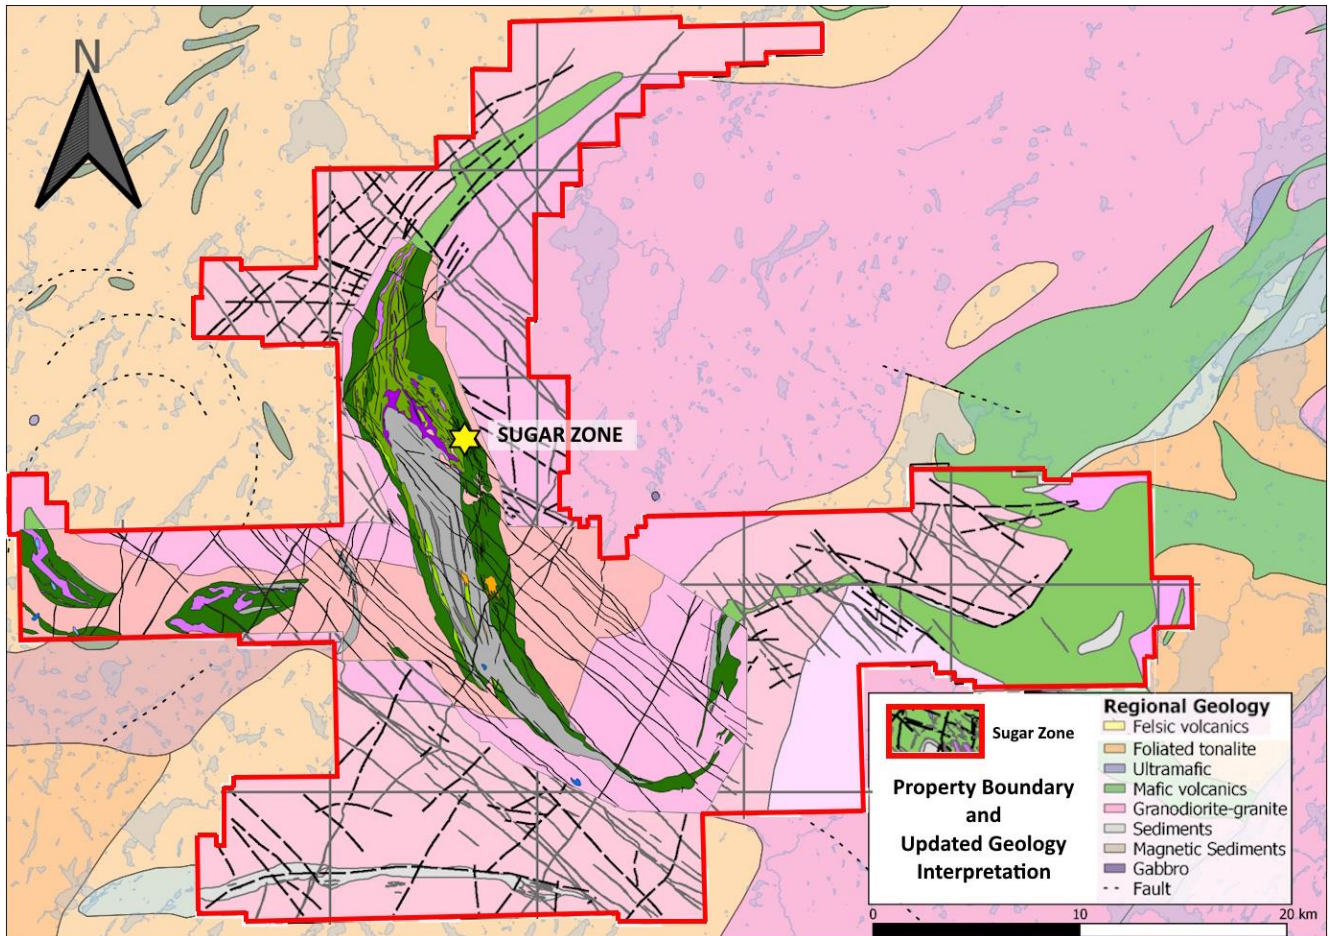 N
SUGAR ZONE
Sugar Zone
Property Boundary
and
Updated Geology
Interpretation
Regional Geology
Felsic volcanics
Foliated tonalite
Ultramafic
Mafic volcanics
Granodiorite-granite
Sediments
Magnetic Sediments
Gabbro
Fault
0 10 20 km